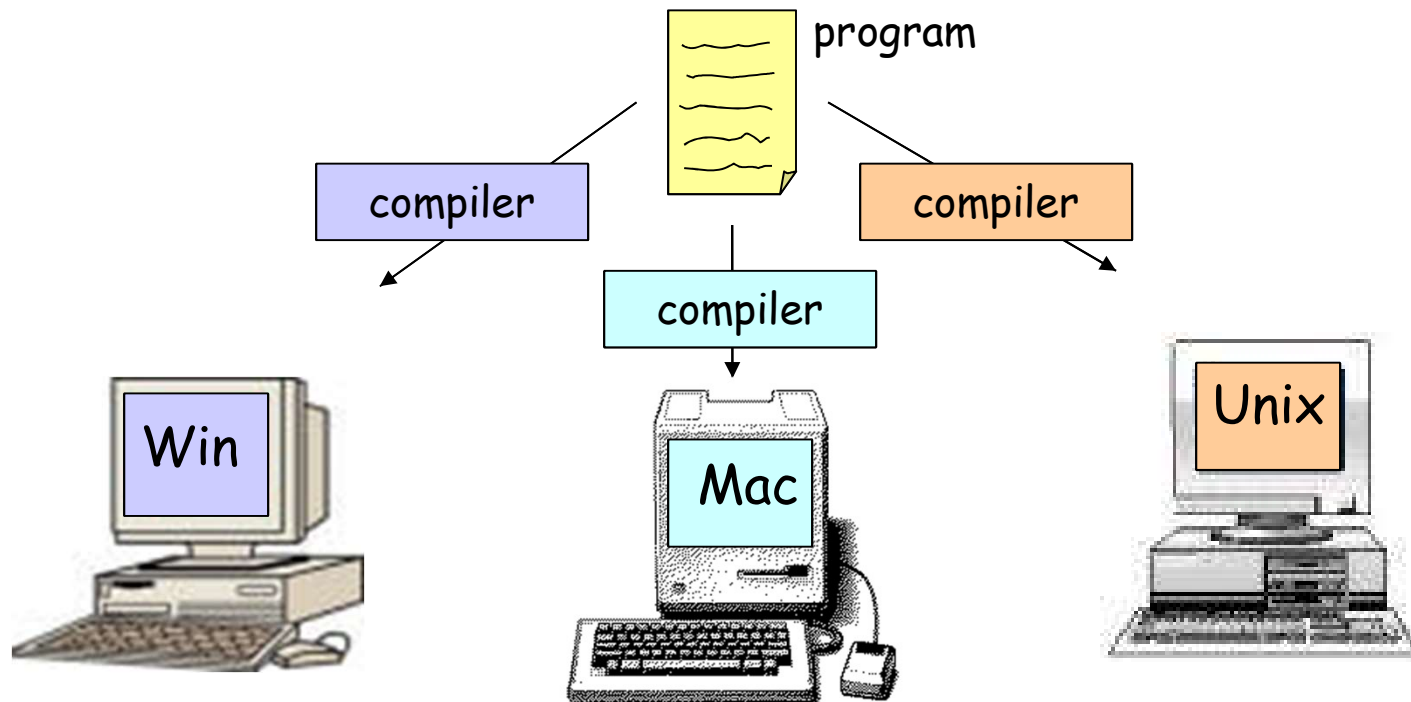 program
compiler
compiler
compiler
Win
Mac
Unix